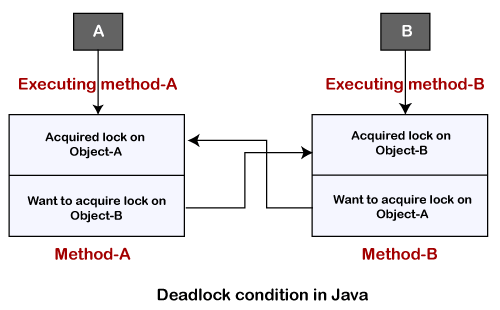 A
B
Executing method-A
Executing method-B
Acquired lock on
Object-A
Want to acquire lock on
Object-B
Method-A
Acquired lock on
Object-B
Want to acquire lock on
Object-A
Method-B
Deadlock condition in Java